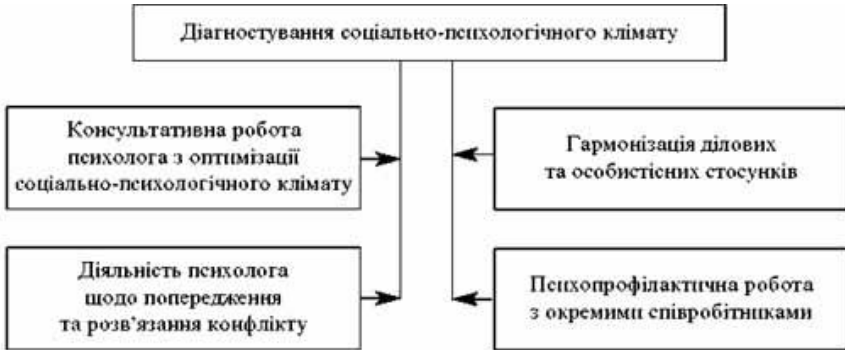 Діагностування соціально-психологічного клімату
Консультативна робота
психолога з оптимізації
соціально-психологічного клімату
Гармонізація ділових
та особистісних стосунків
Діяльність психолога
щодо попередження
та розв'язання конфлікту
Психопрофілактична робота
з окремими співробітниками